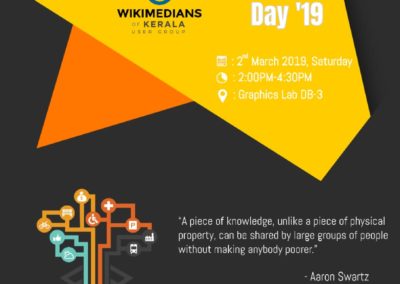 WIKIMEDIANS
of KERALA
USER GROUP
Day '19
: 2nd March 2019, Saturday
: 2:00PM-4:30PM
: Graphics Lab DB-3
"A piece of knowledge, unlike a piece of physical
property, can be shared by large groups of people
without making anybody poorer."
- Aaron Swartz